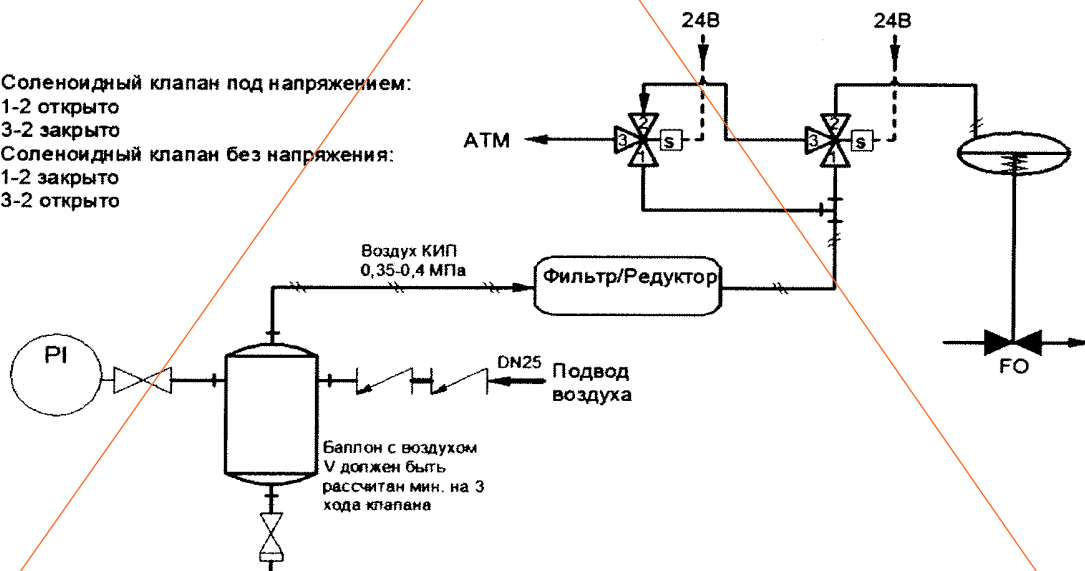 24В
24В
Соленоидный клапан под напряжением:
1-2 открыто
3-2 закрыто
Соленоидный клапан без напряжения:
1-2 закрыто
3-2 открыто
АТМ
3
2
1
S
3
2
1
S
Воздух КИП
0,35-0,4 МПа
Фильтр/Редуктор
PI
DN25
Подвод
воздуха
FO
Баллон с воздухом
V должен быть
рассчитан мин. на 3
хода клапана